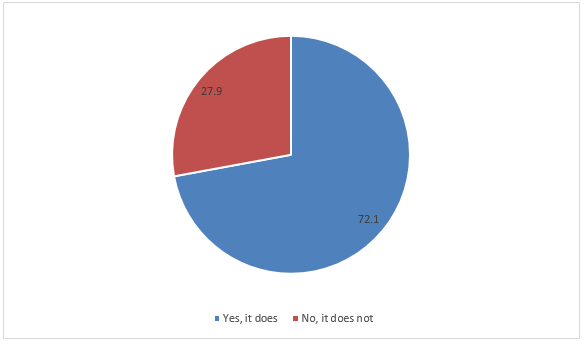 27.9
72.1
Yes, it does No, it does not